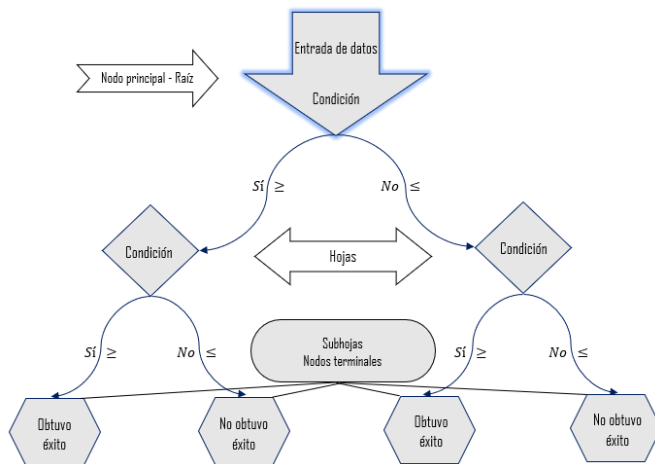 Entrada de datos
Nodo principal - Raíz
Condición
Sí ≥
No ≤
Condición
Hojas
Condición
Sí ≥
No ≤
Subhojas
Nodos terminales
Sí ≥
No ≤
Obtuvo
éxito
No obtuvo
éxito
Obtuvo
éxito
No obtuvo
éxito